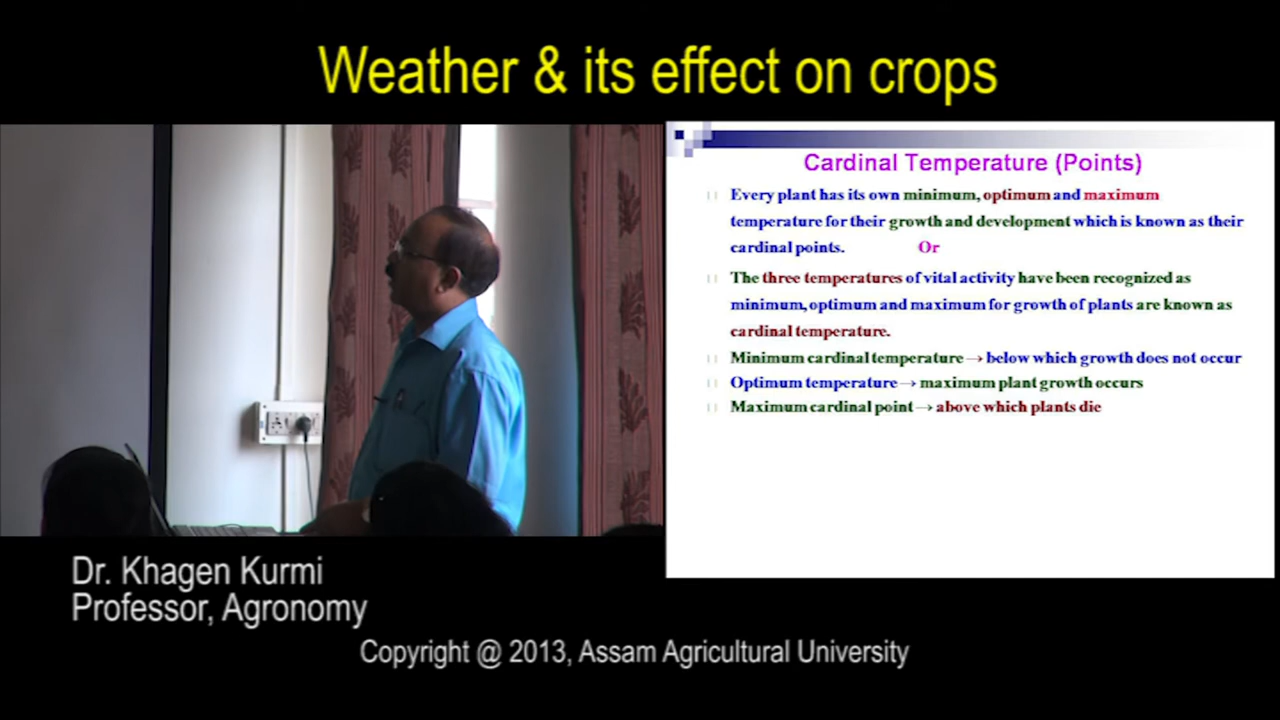 Weather & its effect on crops
Cardinal Temperature (Points)
Every plant has its own minimum, optimum and maximum
temperature for their growth and development which is known as their
cardinal points. Or
The three temperatures of vital activity have been recognized as
minimum, optimum and maximum for growth of plants are known as
cardinal temperature.
Minimum cardinal temperature → below which growth does not occur
Optimum temperature → maximum plant growth occurs
Maximum cardinal point → above which plants die
Dr. Khagen Kurmi
Professor, Agronomy
Copyright @ 2013, Assam Agricultural University